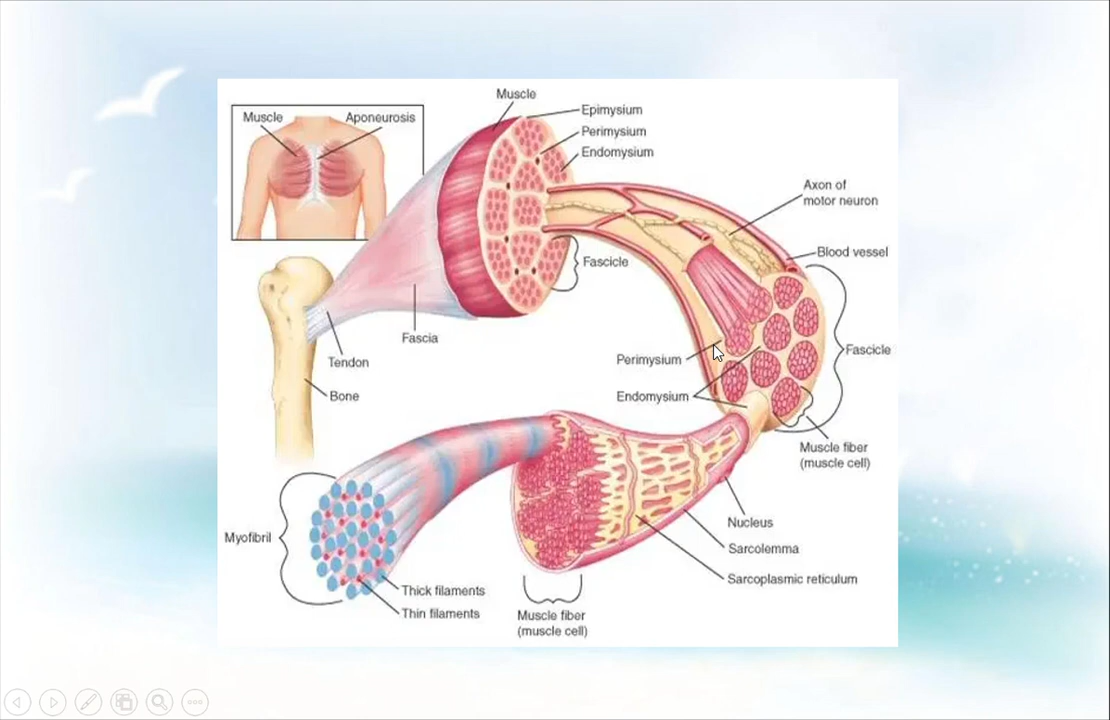 Muscle
Epimysium
Perimysium
Endomysium
Muscle
Aponeurosis
Axon of
motor neuron
Blood vessel
Fascicle
Fascia
Tendon
Bone
Perimysium
Endomysium
Fascicle
Muscle fiber
(muscle cell)
Nucleus
Sarcolemma
Sarcoplasmic reticulum
Myofibril
Thick filaments
Thin filaments
Muscle fiber
(muscle cell)